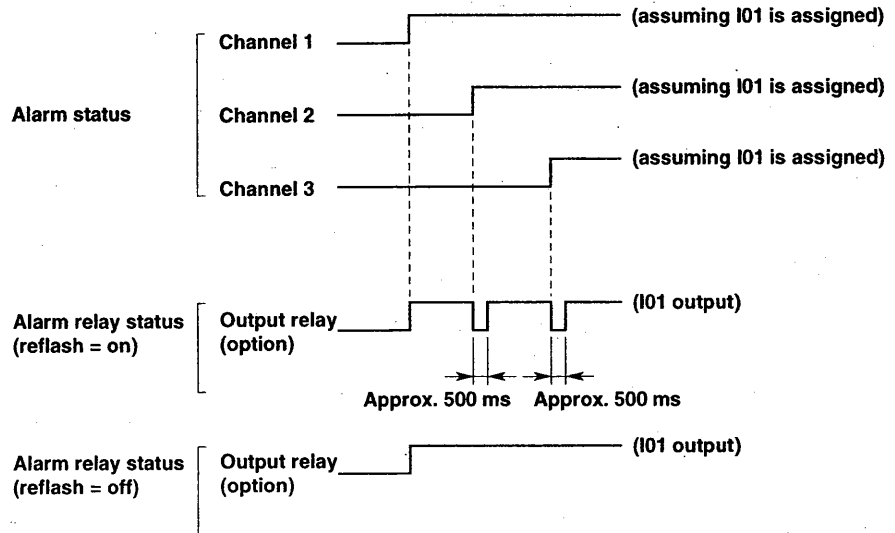 Channel 1
(assuming I01 is assigned)
Alarm status
Channel 2
(assuming I01 is assigned)
Channel 3
(assuming I01 is assigned)
Alarm relay status
(reflash = on)
Output relay
(option)
(I01 output)
Approx. 500 ms
Approx. 500 ms
Alarm relay status
(reflash = off)
Output relay
(option)
(I01 output)